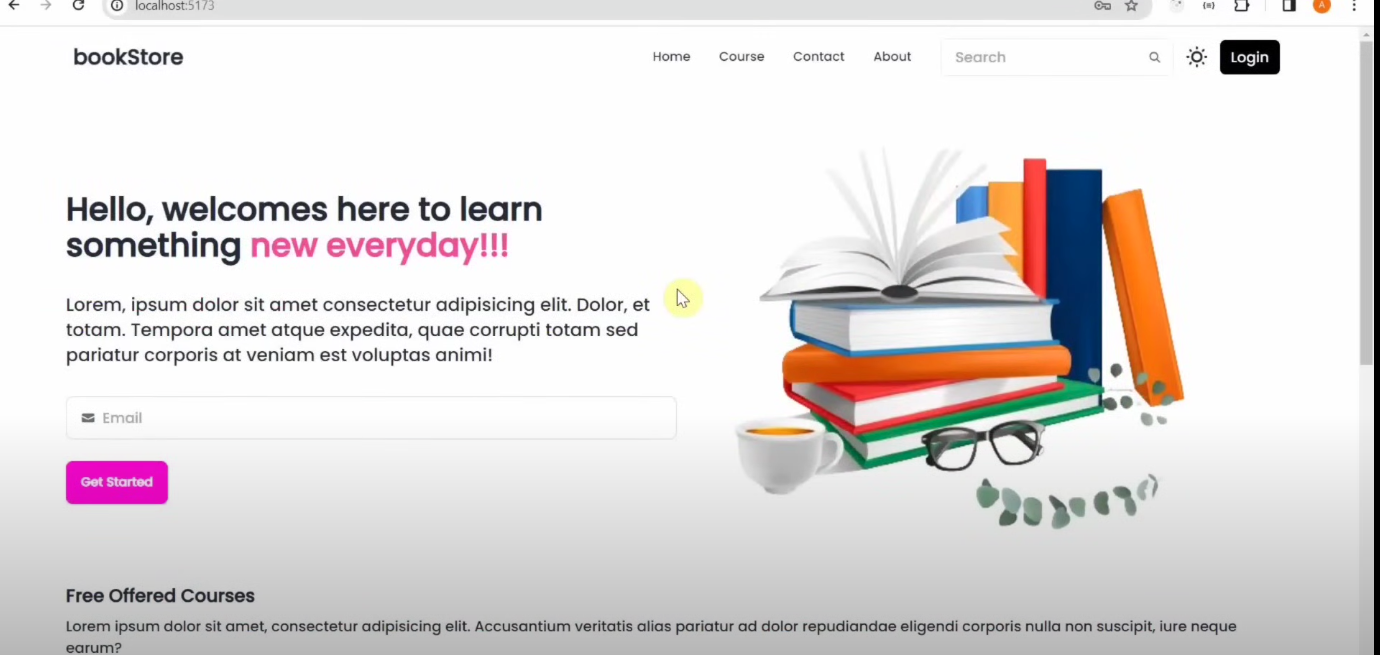 localhost:5173
bookStore
Home Course Contact About Search Login
Hello, welcomes here to learn
something new everyday!!!
Lorem, ipsum dolor sit amet consectetur adipisicing elit. Dolor, et
totam. Tempora amet atque expedita, quae corrupti totam sed
pariatur corporis at veniam est voluptas animi!
Email
Get Started
Free Offered Courses
Lorem ipsum dolor sit amet, consectetur adipisicing elit. Accusantium veritatis alias pariatur ad dolor repudiandae eligendi corporis nulla non suscipit, iure neque
earum?